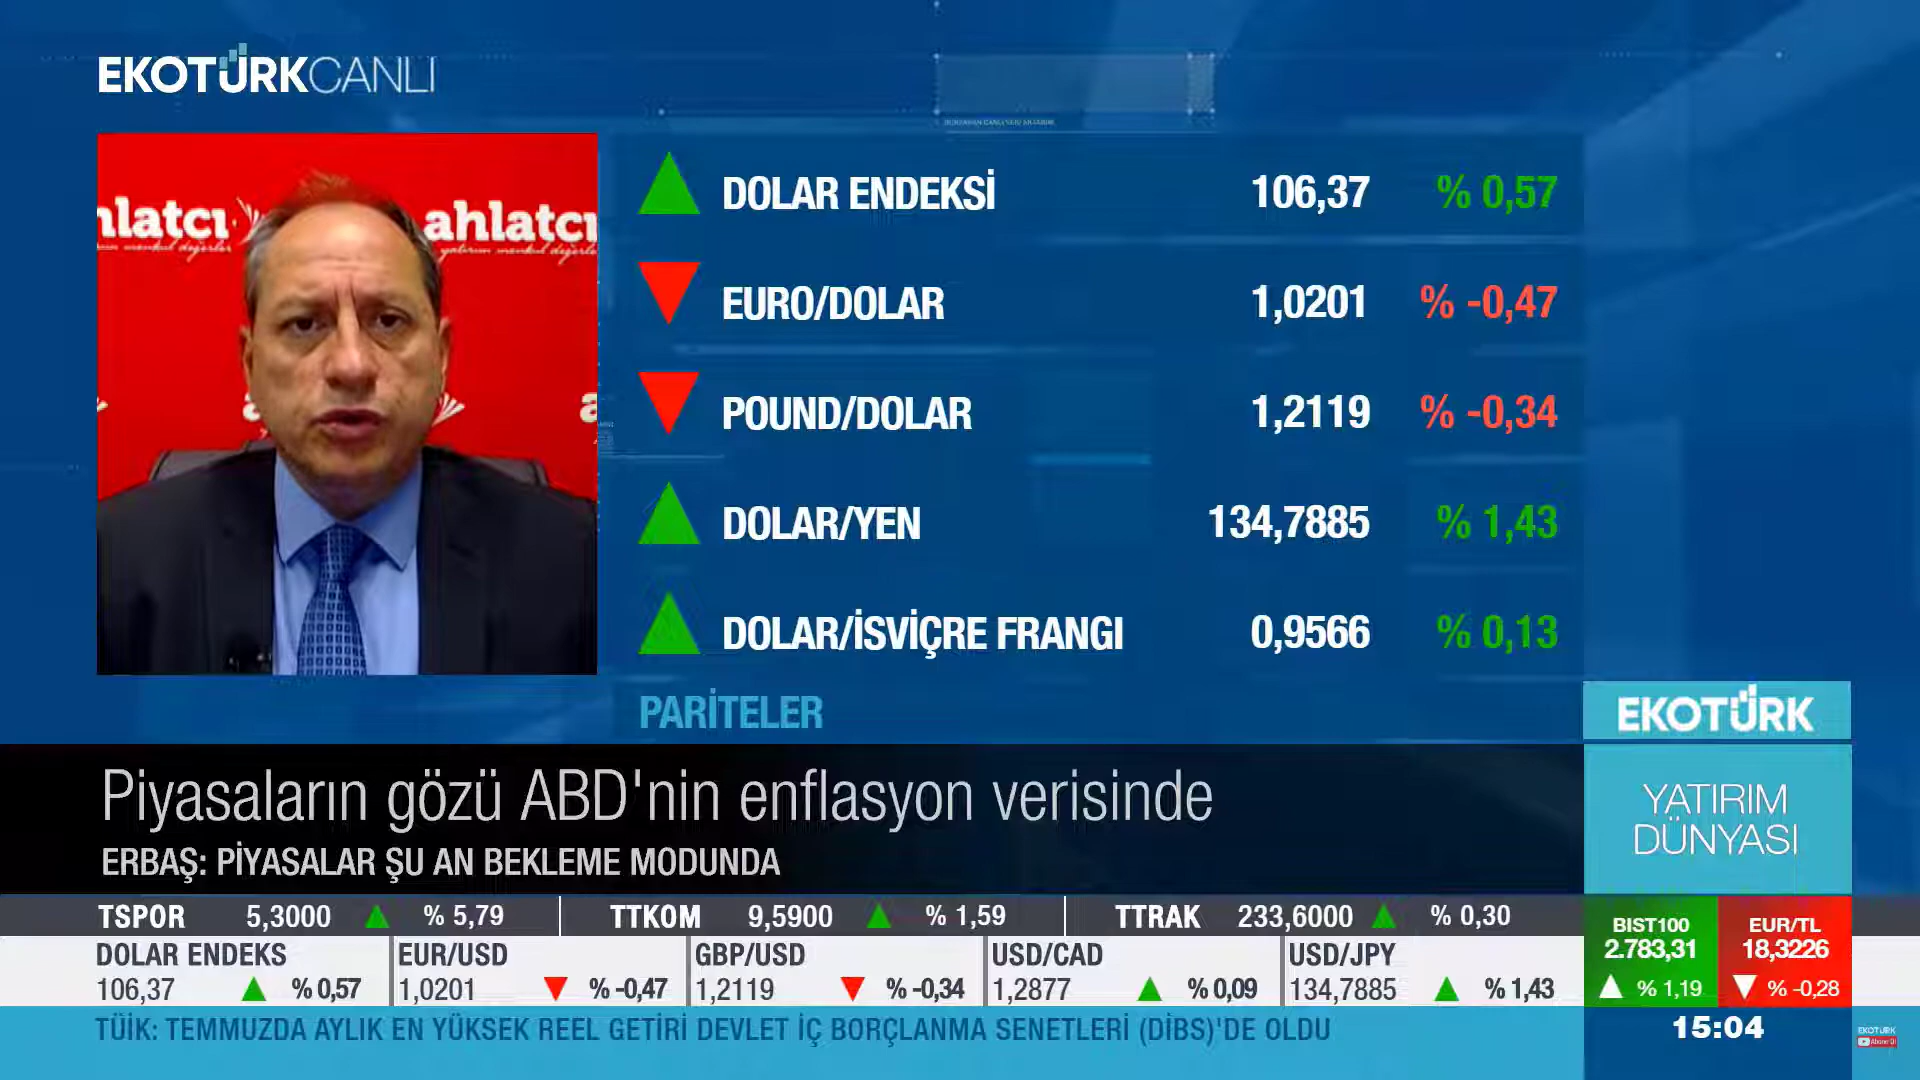 EKOTÜRKCANLI
hlatcı
ahlatcı
DOLAR ENDEKSİ 106,37 % 0,57
EURO/DOLAR 1,0201 % -0,47
POUND/DOLAR 1,2119 % -0,34
DOLAR/YEN 134,7885 % 1,43
DOLAR/İSVİÇRE FRANGI 0,9566 % 0,13
PARİTELER
EKOTÜRK
Piyasaların gözü ABD'nin enflasyon verisinde
ERBAŞ: PİYASALAR ŞU AN BEKLEME MODUNDA
YATIRIM
DÜNYASI
TSPOR 5,3000 % 5,79 TTKOM 9,5900 % 1,59 TTRAK 233,6000 % 0,30
DOLAR ENDEKS EUR/USD GBP/USD USD/CAD USD/JPY
106,37 % 0,57 1,0201 % -0,47 1,2119 % -0,34 1,2877 % 0,09 134,7885 % 1,43
BIST100
2.783,31
% 1,19
EUR/TL
18,3226
% -0,28
TÜİK: TEMMUZDA AYLIK EN YÜKSEK REEL GETİRİ DEVLET İÇ BORÇLANMA SENETLERİ (DİBS)'DE OLDU
15:04
EKOTÜRK
Abone Ol